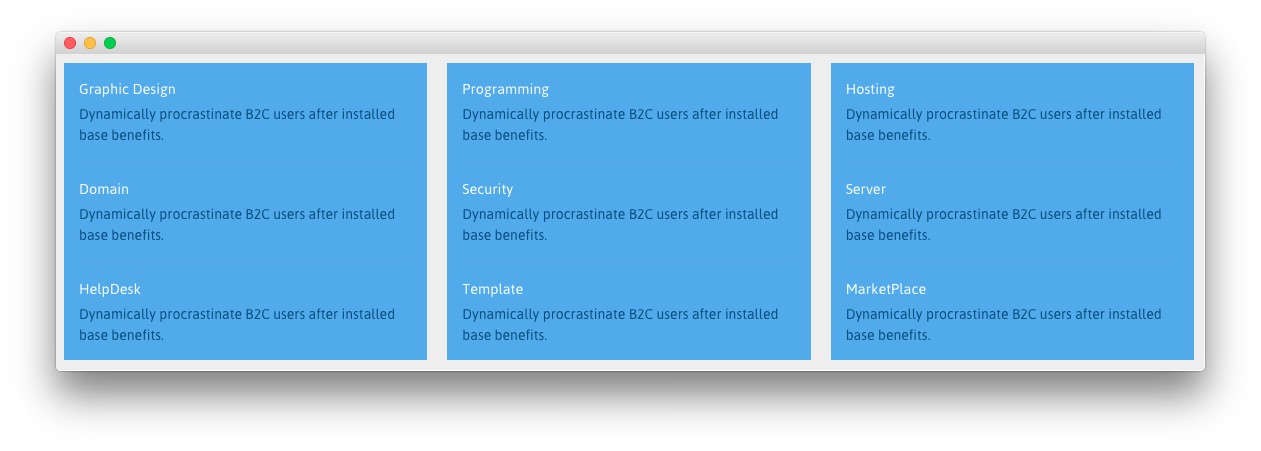 Graphic Design
Dynamically procrastinate B2C users after installed
base benefits.
Domain
Dynamically procrastinate B2C users after installed
base benefits.
HelpDesk
Dynamically procrastinate B2C users after installed
base benefits.
Programming
Dynamically procrastinate B2C users after installed
base benefits.
Security
Dynamically procrastinate B2C users after installed
base benefits.
Template
Dynamically procrastinate B2C users after installed
base benefits.
Hosting
Dynamically procrastinate B2C users after installed
base benefits.
Server
Dynamically procrastinate B2C users after installed
base benefits.
MarketPlace
Dynamically procrastinate B2C users after installed
base benefits.